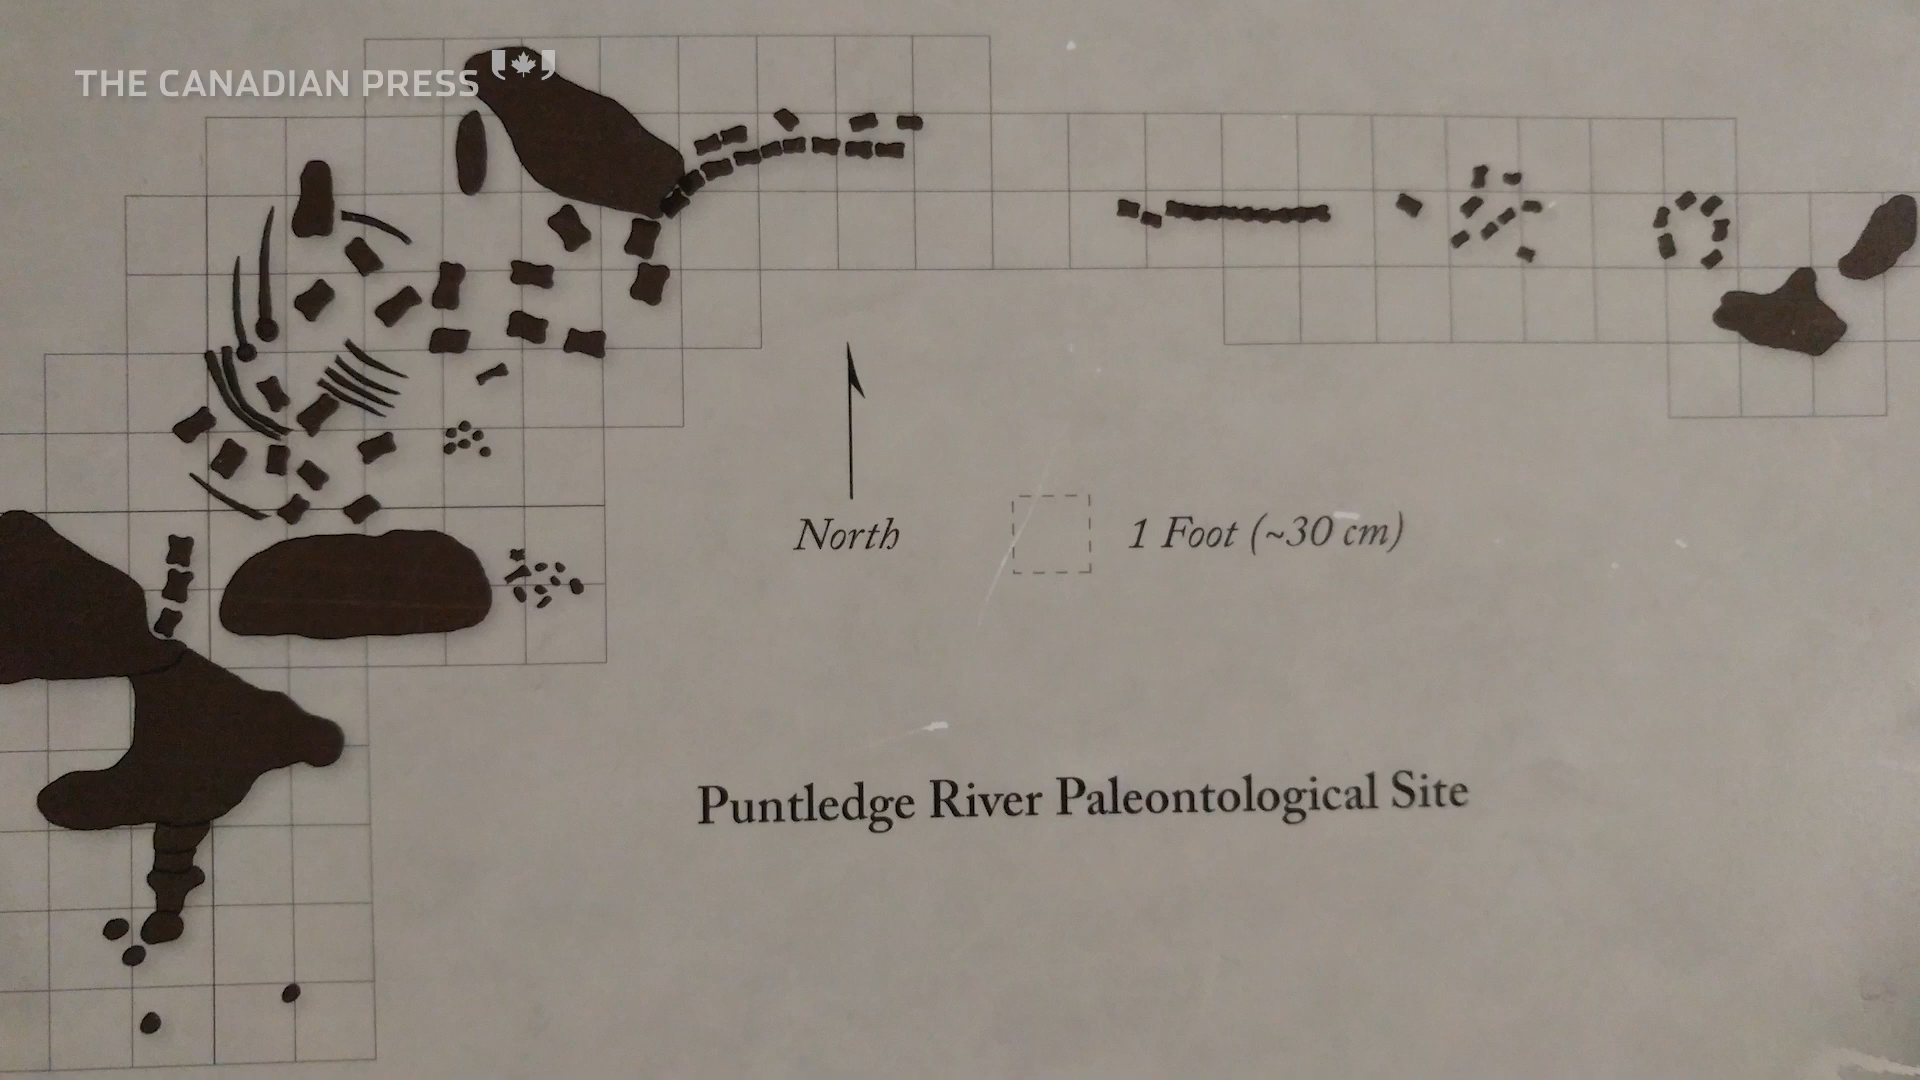 THE CANADIAN PRESS
North
1 Foot (~30 cm)
Puntledge River Paleontological Site